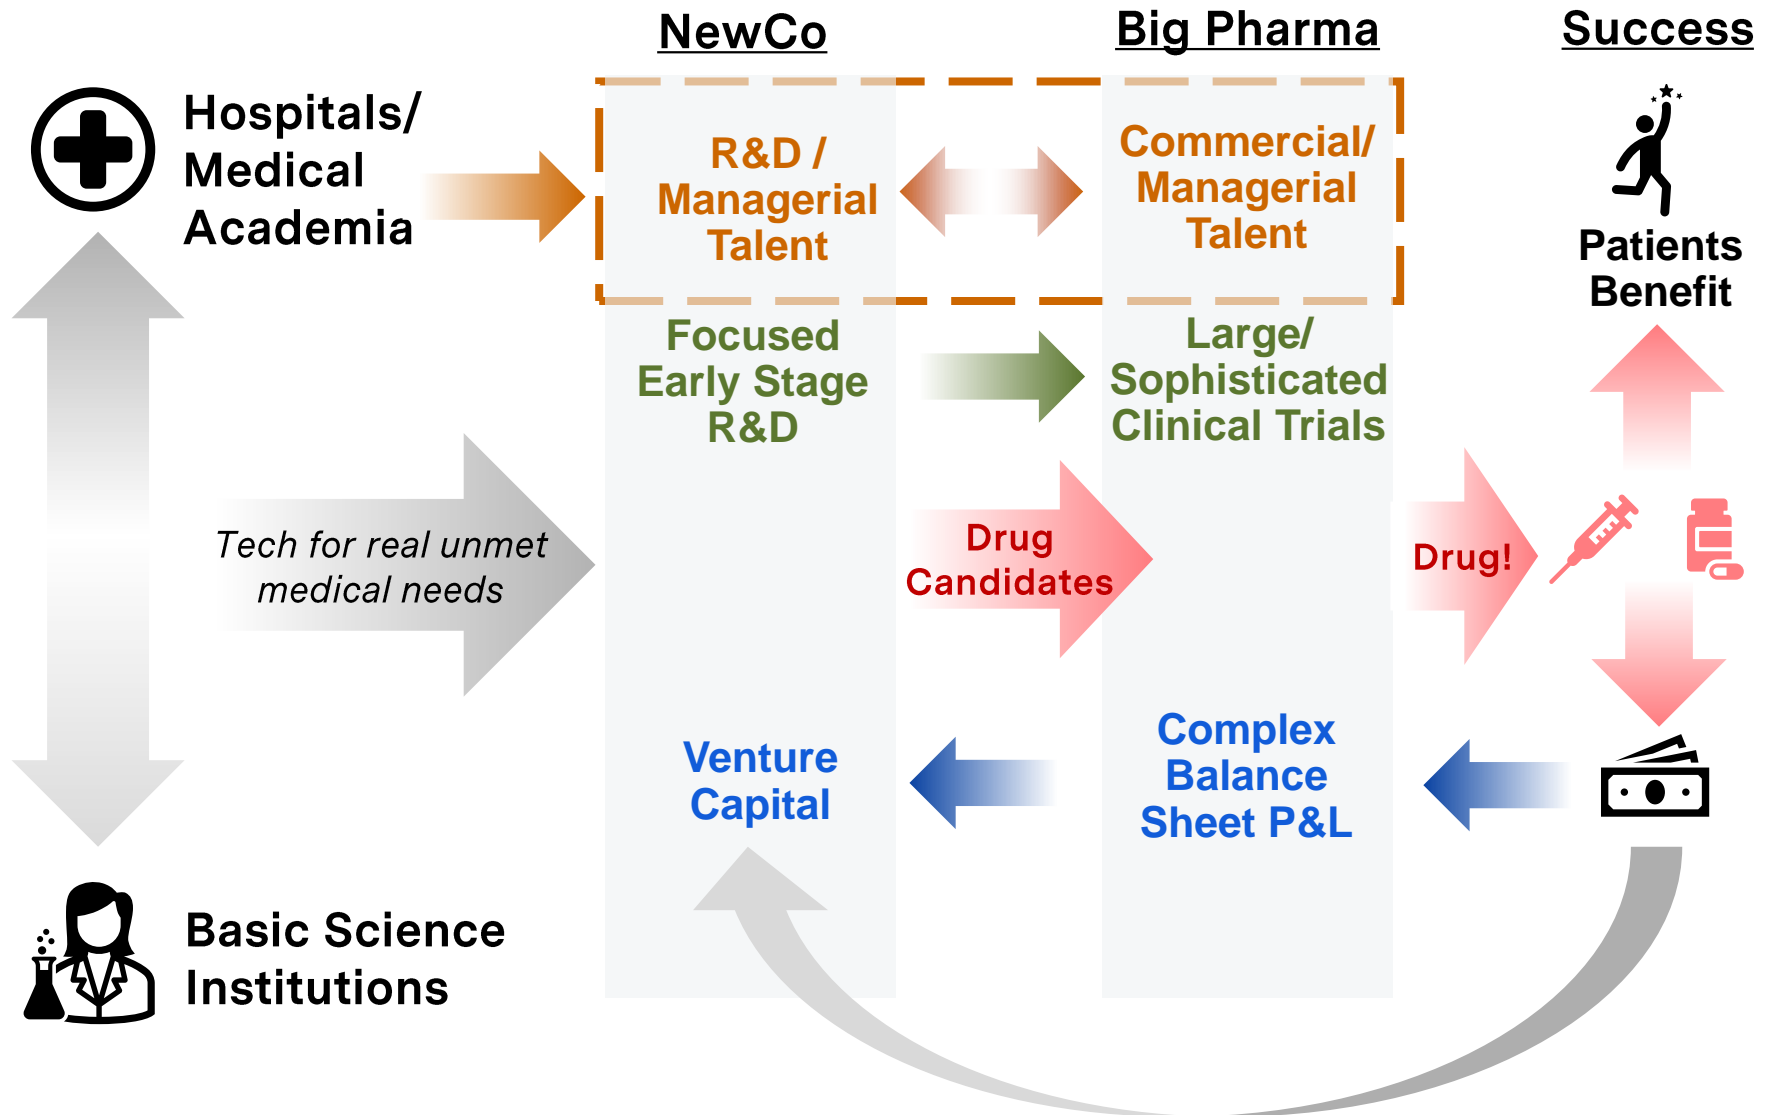 NewCo
Big Pharma
Success
Hospitals/
Medical
Academia
R&D /
Managerial
Talent
Commercial/
Managerial
Talent
Patients
Benefit
Focused
Early Stage
R&D
Large/
Sophisticated
Clinical Trials
Tech for real unmet
medical needs
Drug
Candidates
Drug!
Venture
Capital
Complex
Balance
Sheet P&L
Basic Science
Institutions